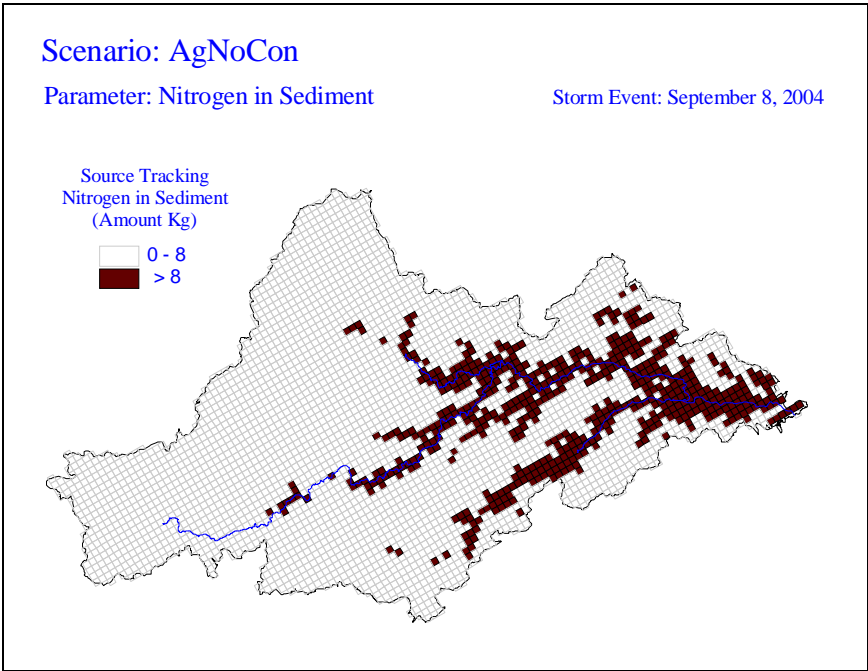 Scenario: AgNoCon
Parameter: Nitrogen in Sediment
Storm Event: September 8, 2004
Source Tracking
Nitrogen in Sediment
(Amount Kg)
0 - 8
> 8